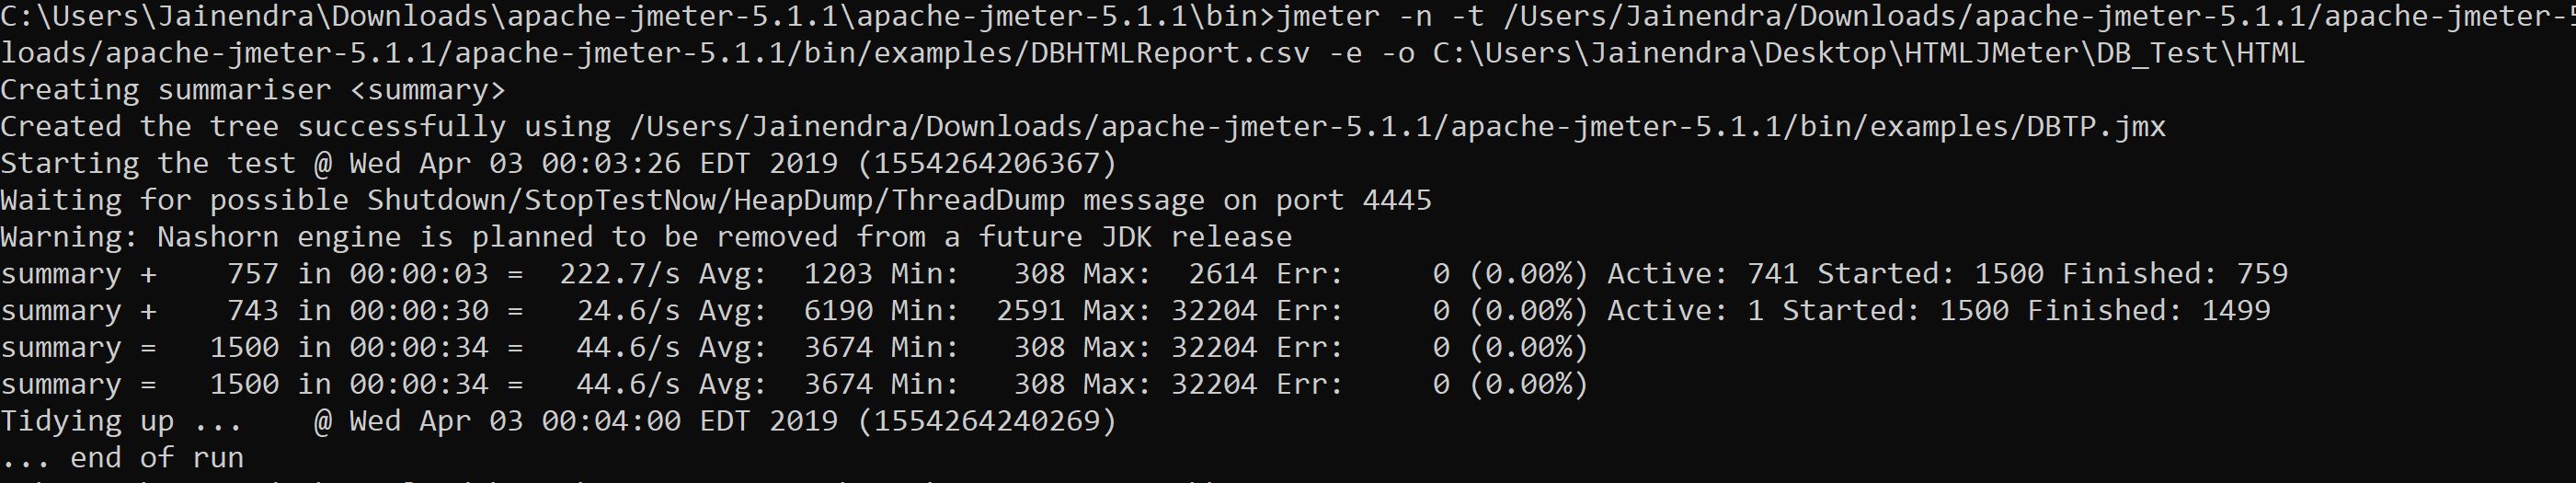 C:\Users\Jainendra\Downloads\apache-jmeter-5.1.1\apache-jmeter-5.1.1\bin>jmeter -n -t /Users/Jainendra/Downloads/apache-jmeter-5.1.1/apache-jmeter-5
loads/apache-jmeter-5.1.1/apache-jmeter-5.1.1/bin/examples/DBHTMLReport.csv -e -o C:\Users\Jainendra\Desktop\HTMLJMeter\DB_Test\HTML
Creating summariser <summary>
Created the tree successfully using /Users/Jainendra/Downloads/apache-jmeter-5.1.1/apache-jmeter-5.1.1/bin/examples/DBTP.jmx
Starting the test @ Wed Apr 03 00:03:26 EDT 2019 (1554264206367)
Waiting for possible Shutdown/StopTestNow/HeapDump/ThreadDump message on port 4445
Warning: Nashorn engine is planned to be removed from a future JDK release
summary +    757 in 00:00:03 =  222.7/s Avg:  1203 Min:   308 Max:  2614 Err:     0 (0.00%) Active: 741 Started: 1500 Finished: 759
summary +    743 in 00:00:30 =   24.6/s Avg:  6190 Min:  2591 Max: 32204 Err:     0 (0.00%) Active: 1 Started: 1500 Finished: 1499
summary =   1500 in 00:00:34 =   44.6/s Avg:  3674 Min:   308 Max: 32204 Err:     0 (0.00%)
summary =   1500 in 00:00:34 =   44.6/s Avg:  3674 Min:   308 Max: 32204 Err:     0 (0.00%)
Tidying up ...    @ Wed Apr 03 00:04:00 EDT 2019 (1554264240269)
... end of run